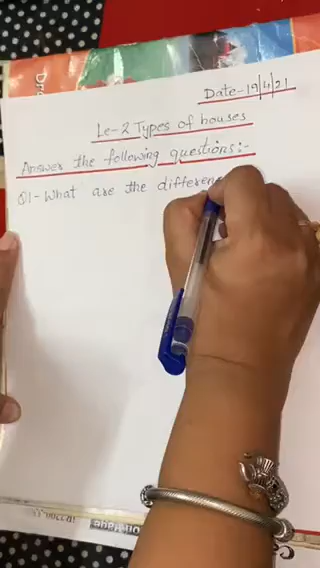 Date-19/4/21
Le-2 Types of houses
Answer the following questions:-
Q1-What are the differen